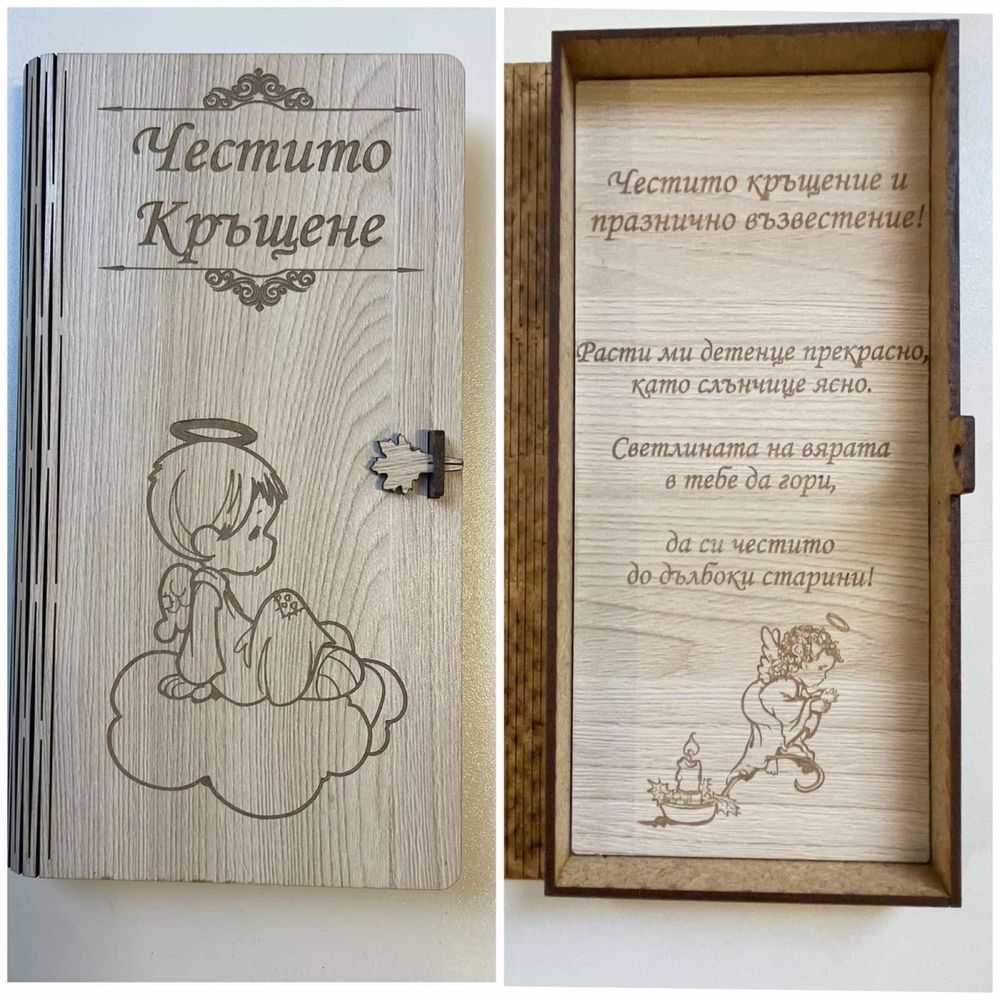 Честито
Кръщене
Честито кръщение и
празнично възвестение!
Расти ми детенце прекрасно,
като слънчице ясно.
Светлината на вярата
в тебе да гори,
да си честито
до дълбоки старини!